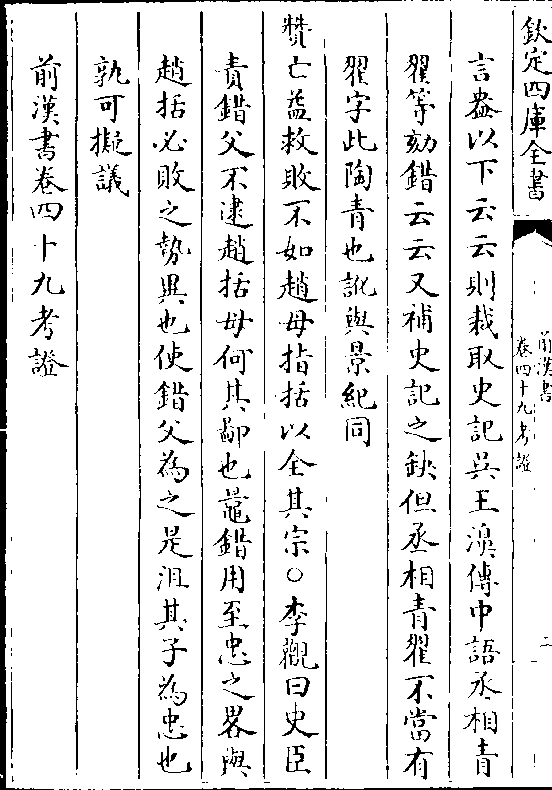 欽定四庫全書
前漢書
卷四十九考證
二
言盎以下云云則裁取史記吳王濞傳中語丞相青
翟等劾錯云云又補史記之缺但丞相青翟不當有
翟字此陶青也訛與景紀同
贊亡益救敗不如趙母指括以全其宗○李觀曰史臣
責錯父不逮趙括母何其鄙也鼂錯用至忠之畧與
趙括必敗之勢異也使錯父為之是沮其子為忠也
孰可擬議
前漢書卷四十九考證